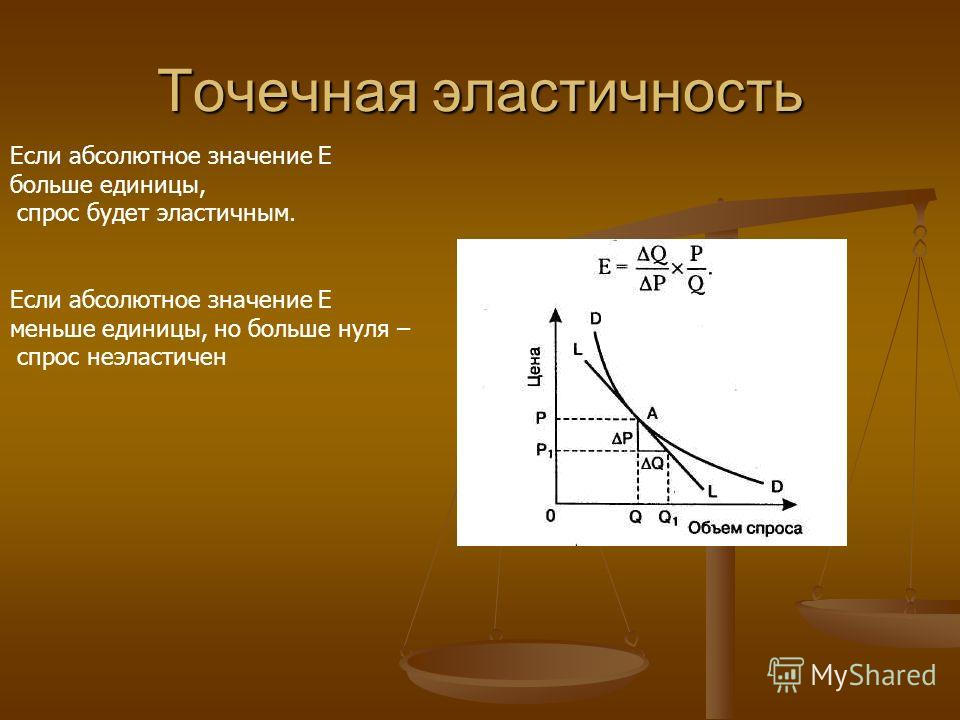 Точечная эластичность
Если абсолютное значение Е
больше единицы,
спрос будет эластичным.
Если абсолютное значение Е
меньше единицы, но больше нуля –
спрос неэластичен
E = ΔQ/ΔP × P/Q.
Цена
D
L
P
A
ΔP
P₁
ΔQ
L
D
0
Q
Q₁
Объем спроса
MyShared